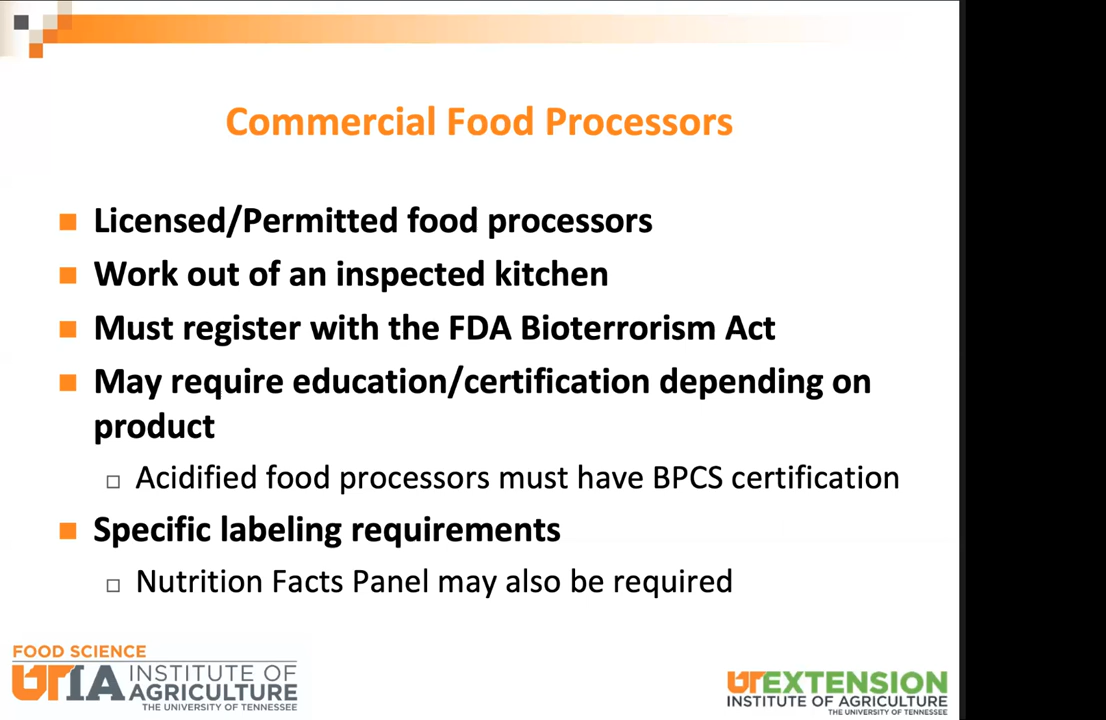 Commercial Food Processors
Licensed/Permitted food processors
Work out of an inspected kitchen
Must register with the FDA Bioterrorism Act
May require education/certification depending on
product
Acidified food processors must have BPCS certification
Specific labeling requirements
Nutrition Facts Panel may also be required
FOOD SCIENCE
UTIA INSTITUTE OF
AGRICULTURE
THE UNIVERSITY OF TENNESSEE
UT EXTENSION
INSTITUTE OF AGRICULTURE
THE UNIVERSITY OF TENNESSEE